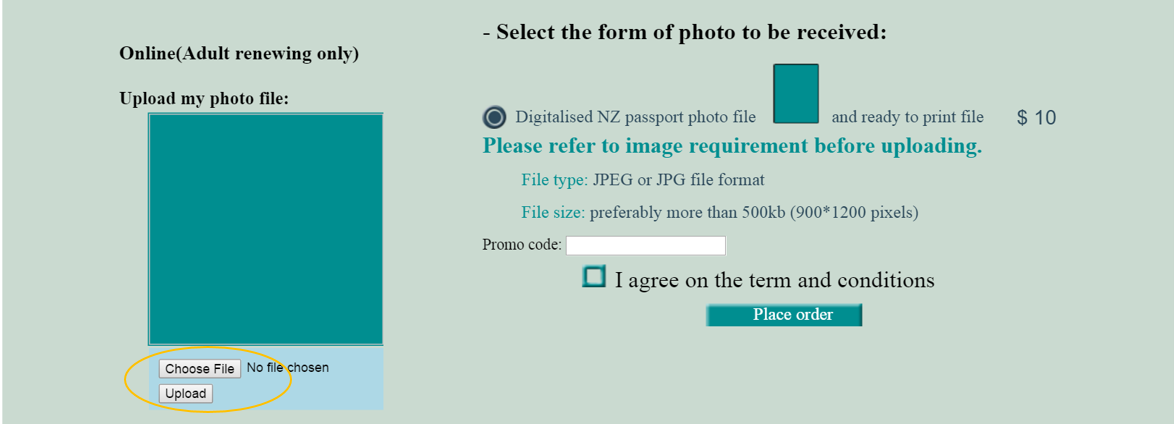 Online(Adult renewing only)
Upload my photo file:
Choose File No file chosen
Upload
- Select the form of photo to be received:
Digitalised NZ passport photo file and ready to print file $ 10
Please refer to image requirement before uploading.
File type: JPEG or JPG file format
File size: preferably more than 500kb (900*1200 pixels)
Promo code:
I agree on the term and conditions
Place order